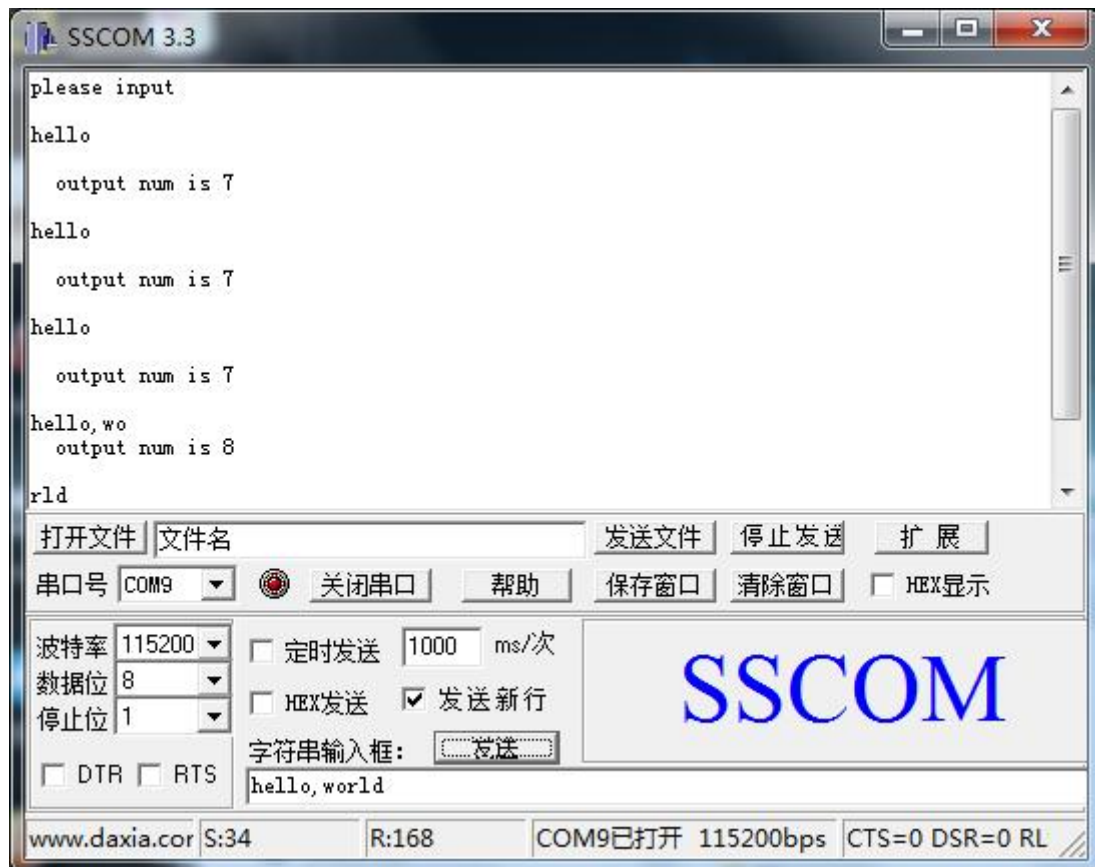 SSCOM 3.3
please input
hello
output num is 7
hello
output num is 7
hello
output num is 7
hello,wo
output num is 8
rld
打开文件 文件名 发送文件 停止发送 扩展
串口号 COM9 关闭串口 帮助 保存窗口 清除窗口 HEX显示
波特率 115200 定时发送 1000 ms/次
数据位 8 HEX发送 发送新行
停止位 1
SSCOM
字符串输入框: 发送
DTR RTS hello,world
www.daxia.cor S:34 R:168 COM9已打开 115200bps CTS=0 DSR=0 RL